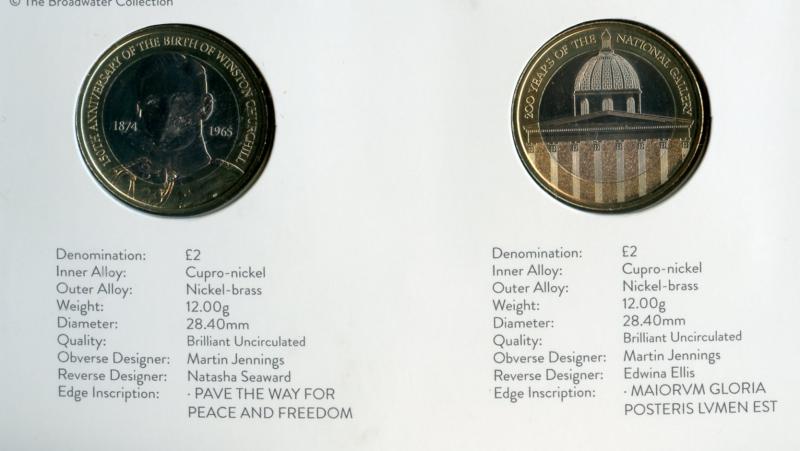 © The Broadwater Collection
150TH ANNIVERSARY OF THE BIRTH OF WINSTON CHURCHILL
1874 1965
Denomination: £2
Inner Alloy: Cupro-nickel
Outer Alloy: Nickel-brass
Weight: 12.00g
Diameter: 28.40mm
Quality: Brilliant Uncirculated
Obverse Designer: Martin Jennings
Reverse Designer: Natasha Seaward
Edge Inscription: · PAVE THE WAY FOR
PEACE AND FREEDOM
200 YEARS OF THE NATIONAL GALLERY
Denomination: £2
Inner Alloy: Cupro-nickel
Outer Alloy: Nickel-brass
Weight: 12.00g
Diameter: 28.40mm
Quality: Brilliant Uncirculated
Obverse Designer: Martin Jennings
Reverse Designer: Edwina Ellis
Edge Inscription: · MAIORVM GLORIA
POSTERIS LVMEN EST